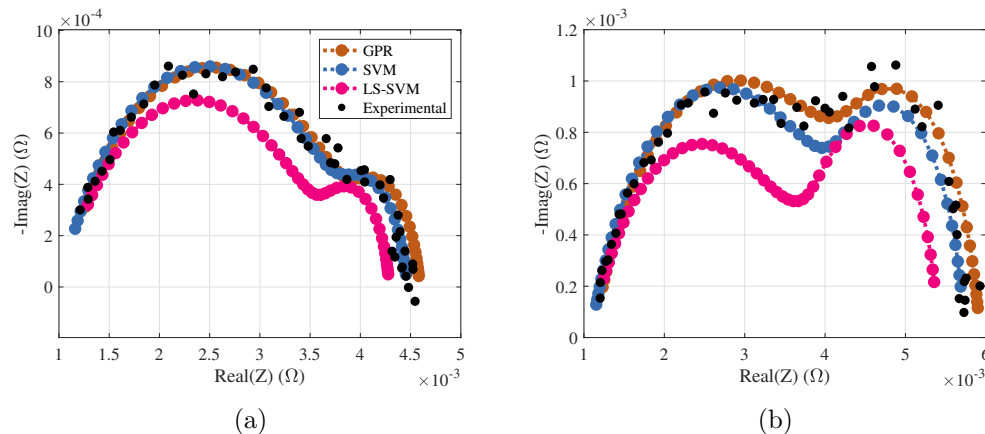 ×10⁻⁴
10
8
6
4
2
0
-Imag(Z) (Ω)
1 1.5 2 2.5 3 3.5 4 4.5 5
Real(Z) (Ω)
×10⁻³
GPR
SVM
LS-SVM
Experimental
(a)
×10⁻³
1.2
1
0.8
0.6
0.4
0.2
0
-Imag(Z) (Ω)
1 2 3 4 5 6
Real(Z) (Ω)
×10⁻³
(b)